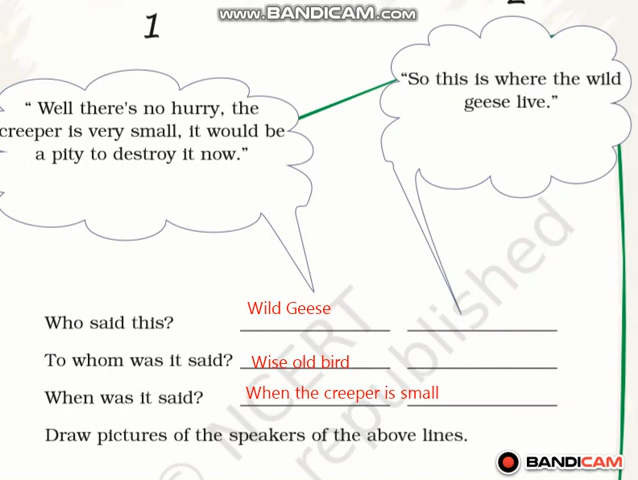 www.BANDICAM.com
1
“ Well there's no hurry, the
creeper is very small, it would be
a pity to destroy it now.”
“So this is where the wild
geese live.”
Wild Geese
Who said this?
To whom was it said? Wise old bird
When was it said? When the creeper is small
Draw pictures of the speakers of the above lines.
© NCERT
republished
BANDICAM